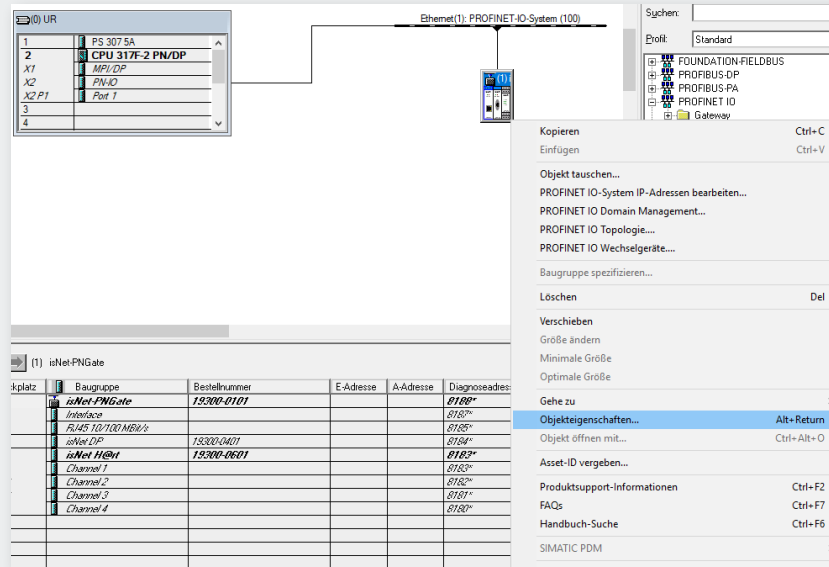 (0) UR
1 PS 307 5A
2 CPU 317F-2 PN/DP
X1 MPI/DP
X2 PN-IO
X2 P1 Port 1
3
4
Ethernet(1): PROFINET-IO-System (100)
(1)
Suchen:
Profil: Standard
FOUNDATION-FIELDBUS
PROFIBUS-DP
PROFIBUS-PA
PROFINET IO
Gateway
Kopieren Ctrl+C
Einfügen Ctrl+V
Objekt tauschen...
PROFINET IO-System IP-Adressen bearbeiten...
PROFINET IO Domain Management...
PROFINET IO Topologie....
PROFINET IO Wechselgeräte....
Baugruppe spezifizieren...
Löschen Del
Verschieben
Größe ändern
Minimale Größe
Optimale Größe
Gehe zu
Objekteigenschaften... Alt+Return
Objekt öffnen mit... Ctrl+Alt+O
Asset-ID vergeben...
Produktsupport-Informationen Ctrl+F2
FAQs Ctrl+F7
Handbuch-Suche Ctrl+F6
SIMATIC PDM
(1) isNet-PNGate
ckplatz Baugruppe Bestellnummer E-Adresse A-Adresse Diagnoseadres
isNet-PNGate 19300-0101 8188*
Interface 8187*
RJ45 10/100 MBit/s 8185*
isNet DP 19300-0401 8184*
isNet H@rt 19300-0601 8183*
Channel 1 8183*
Channel 2 8182*
Channel 3 8181*
Channel 4 8180*